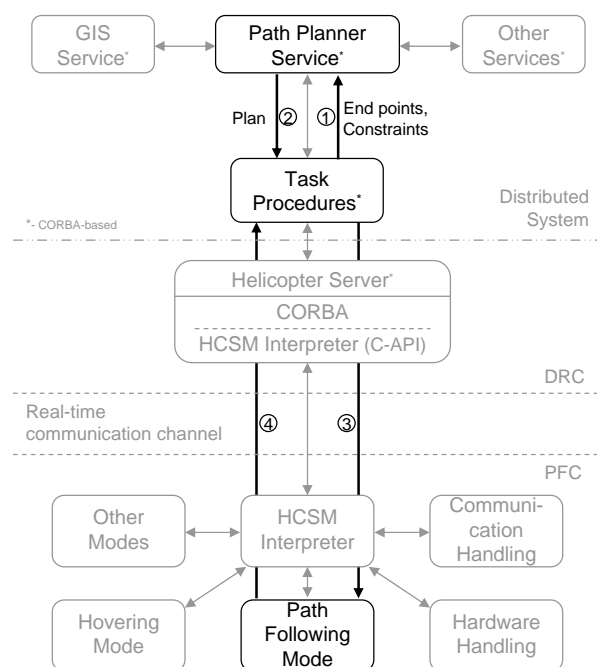 GIS
Service*
Path Planner
Service*
Other
Services*
Plan
②
①
End points,
Constraints
Task
Procedures*
Distributed
System
*- CORBA-based
Helicopter Server*
CORBA
HCSM Interpreter (C-API)
DRC
Real-time
communication channel
④
③
PFC
Other
Modes
HCSM
Interpreter
Communi-
cation
Handling
Hovering
Mode
Path
Following
Mode
Hardware
Handling